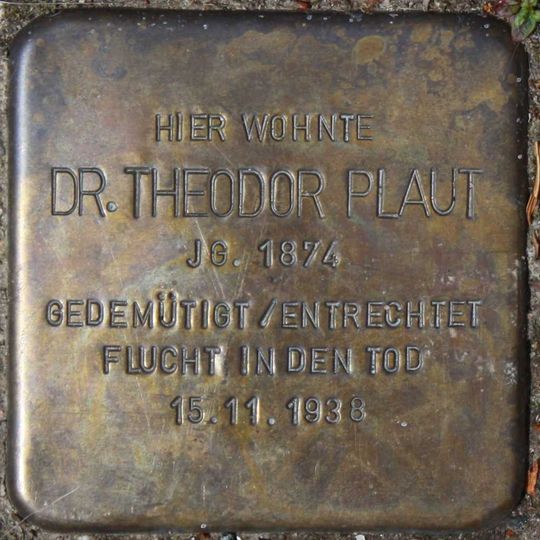 HIER WOHNTE
DR. THEODOR PLAUT
JG. 1874
GEDEMÜTIGT / ENTRECHTET
FLUCHT IN DEN TOD
15.11.1938